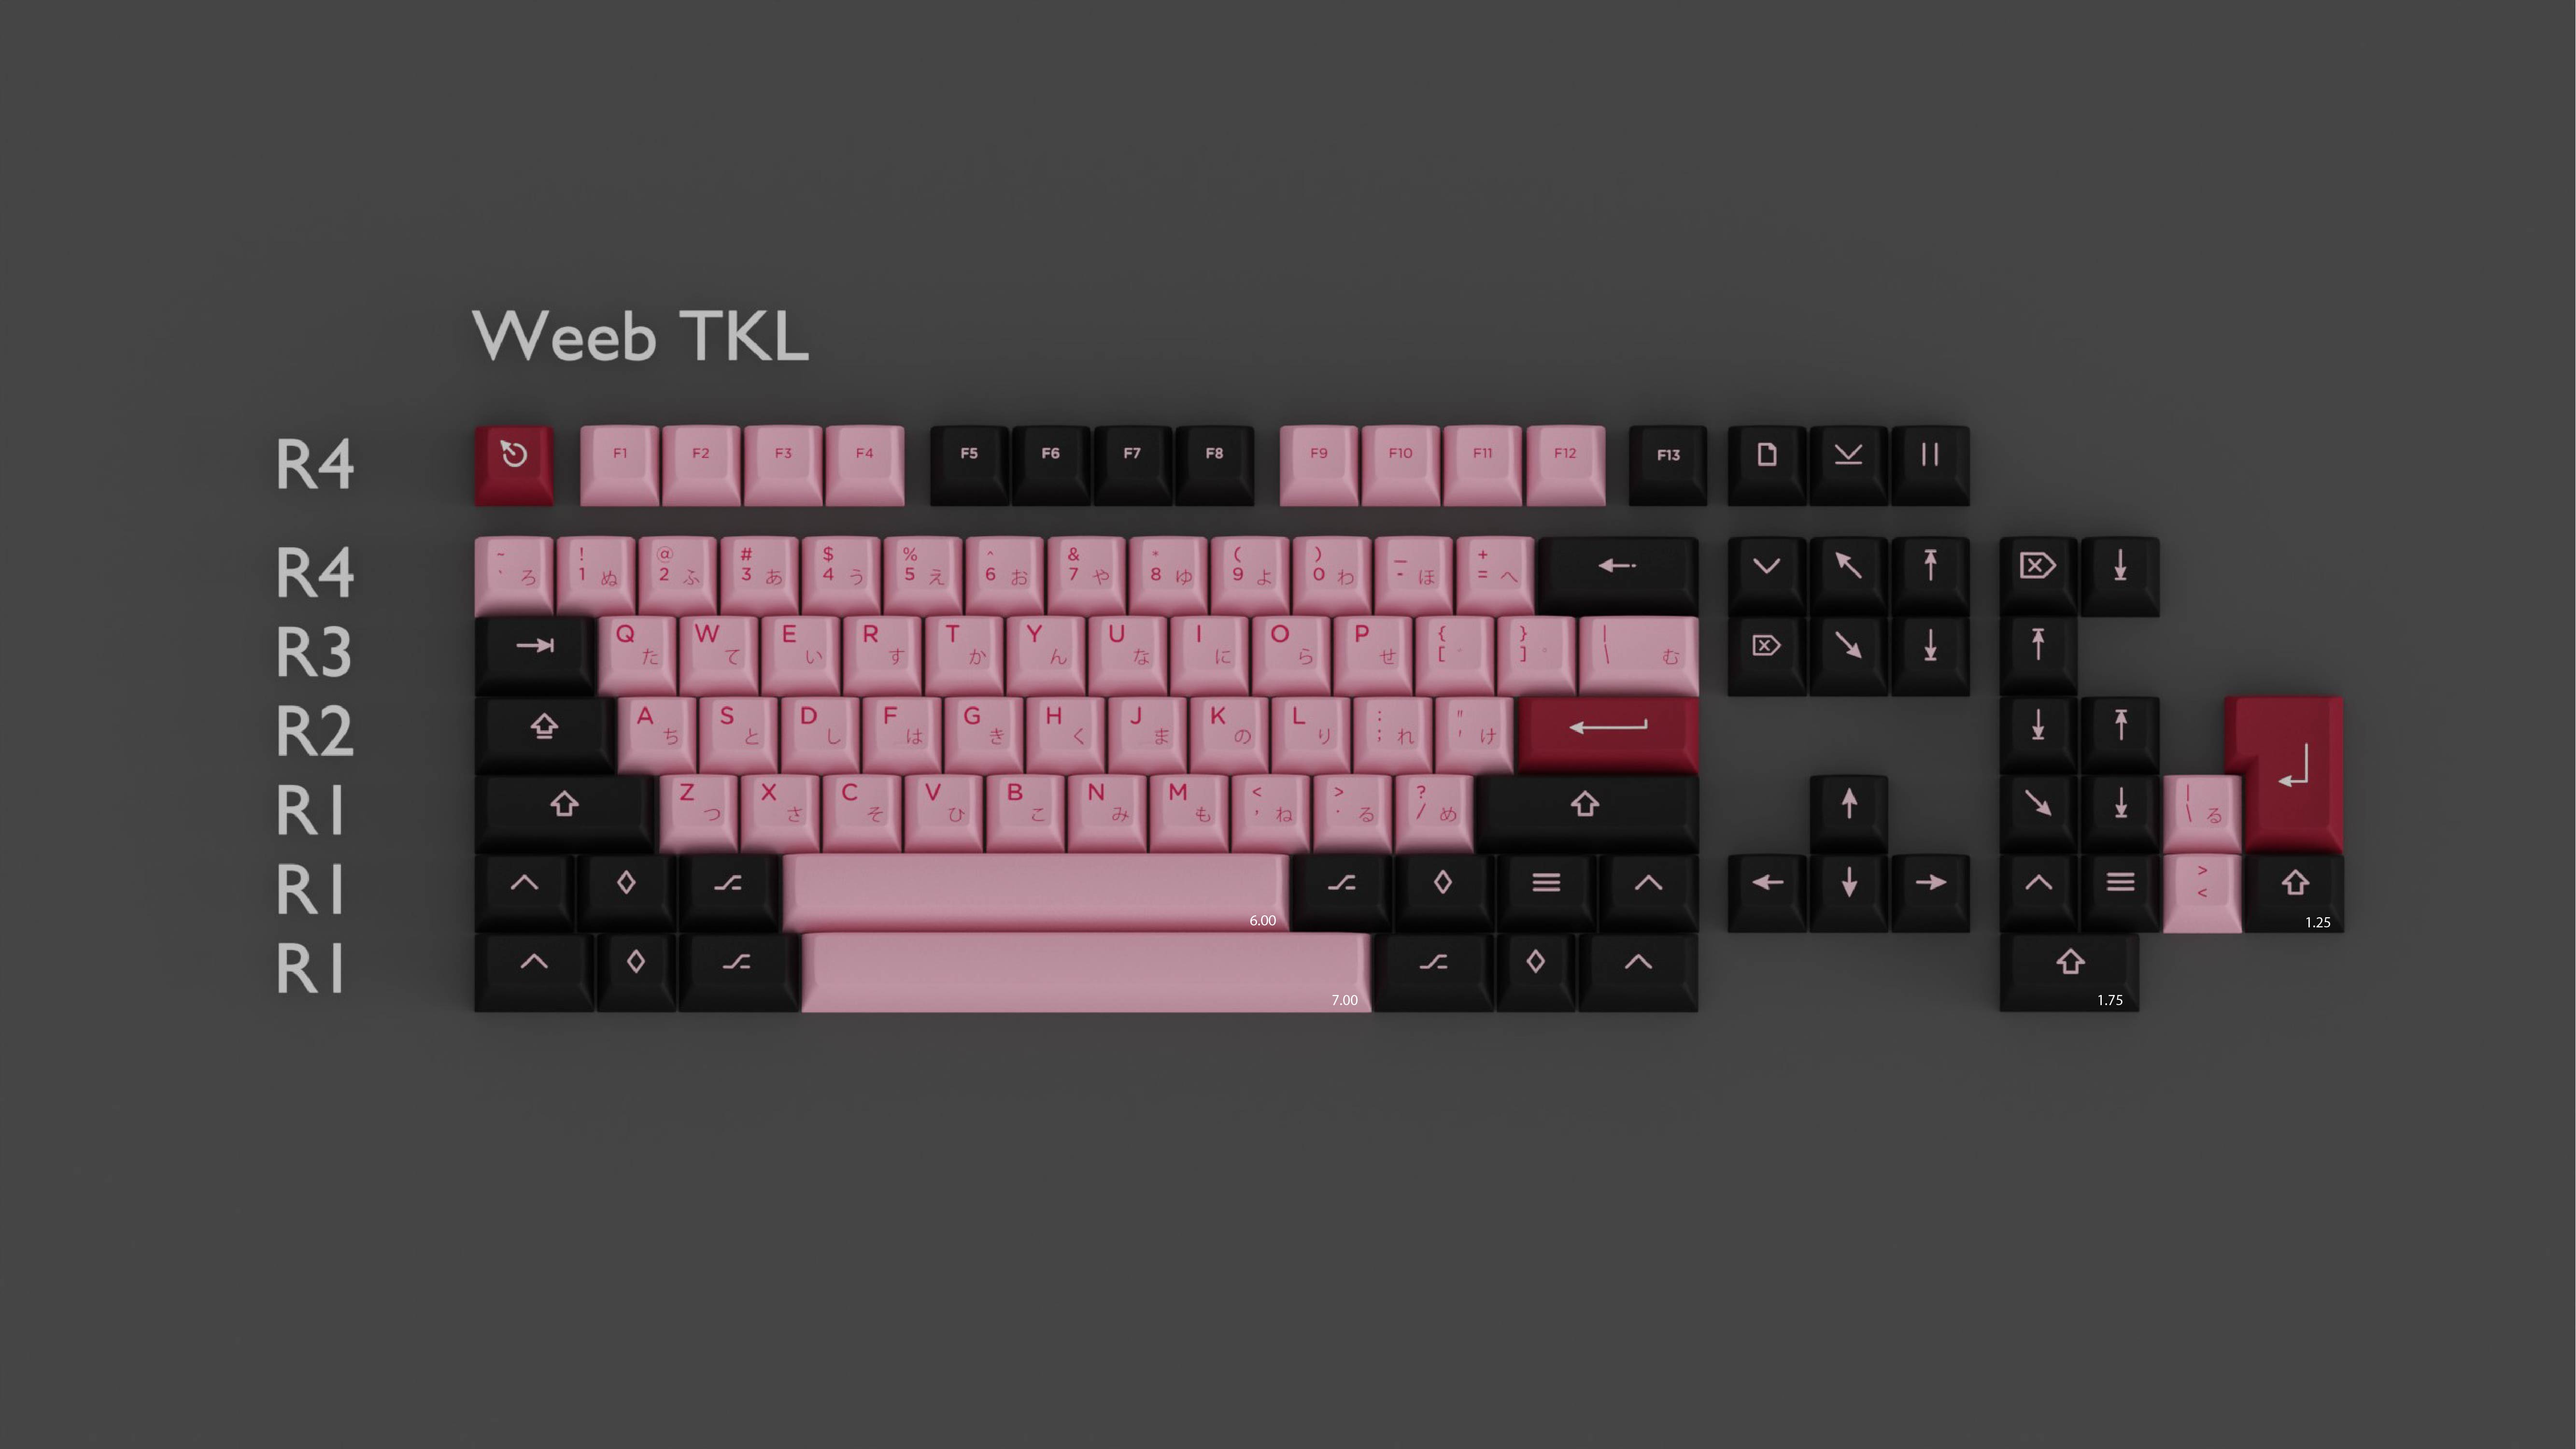 Weeb TKL
R4 F1 F2 F3 F4 F5 F6 F7 F8 F9 F10 F11 F12 F13
R4 ~ ` ろ ! 1 ぬ @ 2 ふ # 3 あ $ 4 う % 5 え ^ 6 お & 7 や * 8 ゆ ( 9 よ ) 0 わ _ - ほ + = へ
R3 Q た W て E い R す T か Y ん U な I に O ら P せ { [ ゛ } ] ゜ | \ む
R2 A ち S と D し F は G き H く J ま K の L り : ; れ " ' け
R1 Z つ X さ C そ V ひ B こ N み M も < , ね > . る ? / め | \ る
R1 6.00 > < 1.25
R1 7.00 1.75